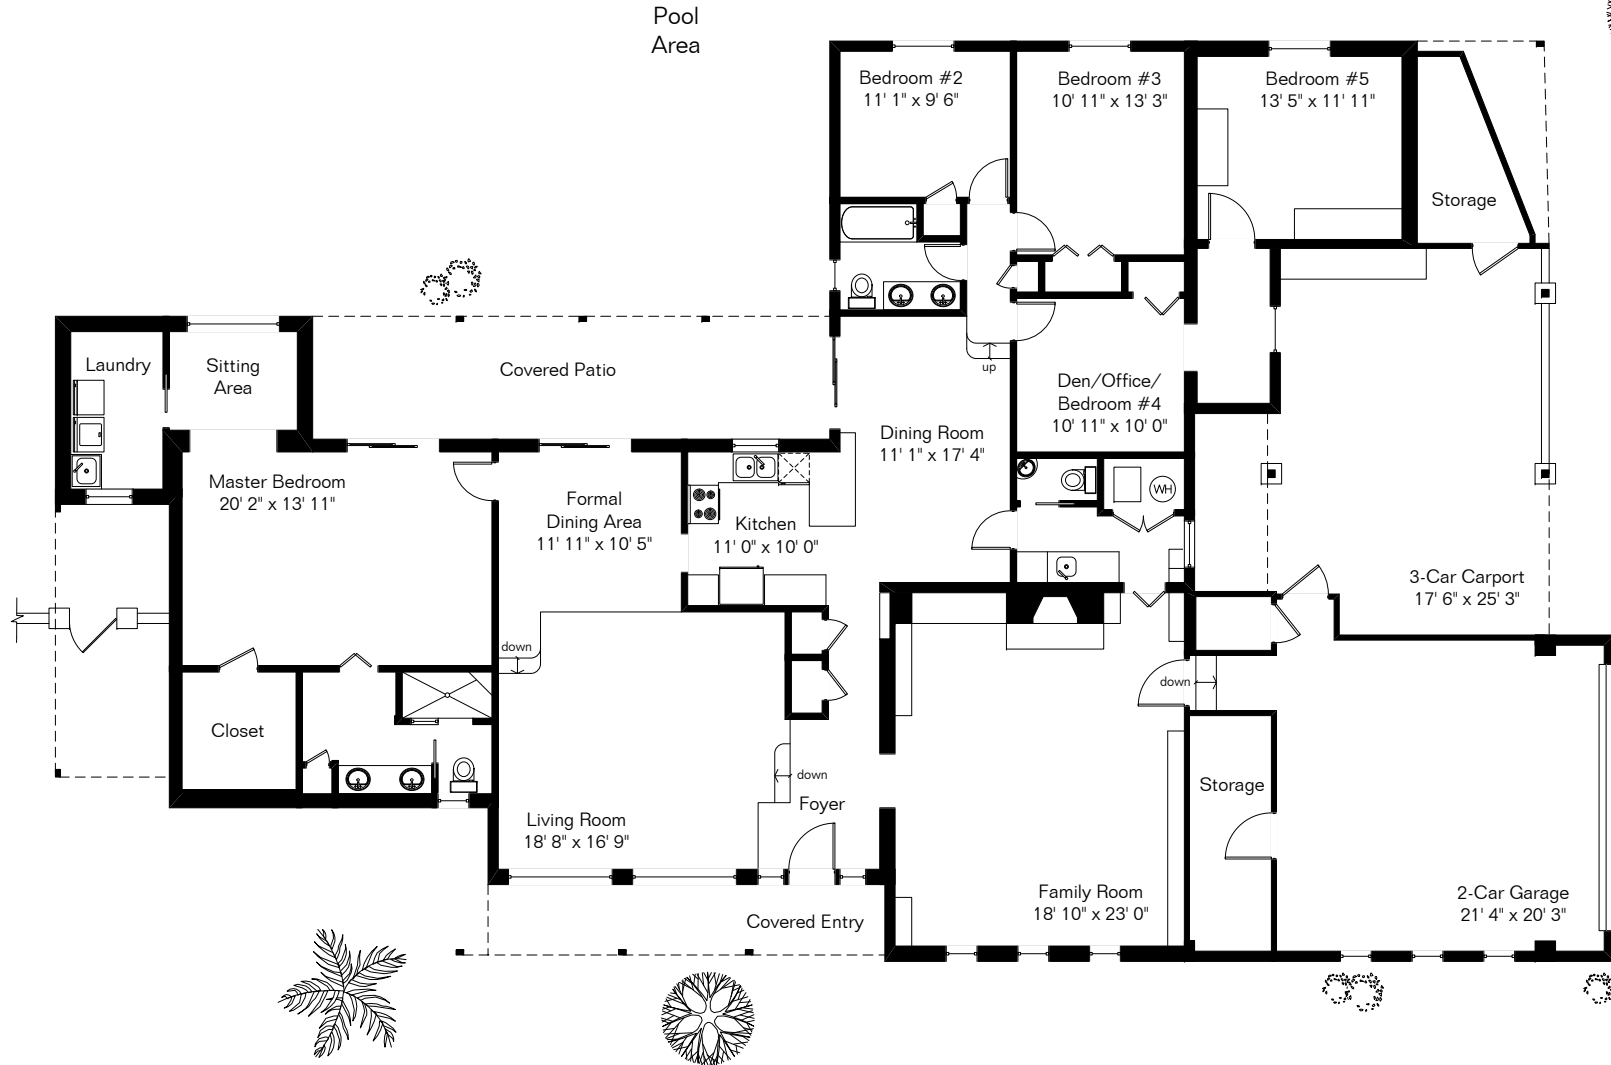 Pool
Area
Bedroom #2
11' 1" x 9' 6"
Bedroom #3
10' 11" x 13' 3"
Bedroom #5
13' 5" x 11' 11"
Storage
Laundry
Sitting
Area
Covered Patio
up
Den/Office/
Bedroom #4
10' 11" x 10' 0"
Dining Room
11' 1" x 17' 4"
Master Bedroom
20' 2" x 13' 11"
Formal
Dining Area
11' 11" x 10' 5"
Kitchen
11' 0" x 10' 0"
WH
3-Car Carport
17' 6" x 25' 3"
down
down
Closet
down
Foyer
Storage
Living Room
18' 8" x 16' 9"
Family Room
18' 10" x 23' 0"
2-Car Garage
21' 4" x 20' 3"
Covered Entry